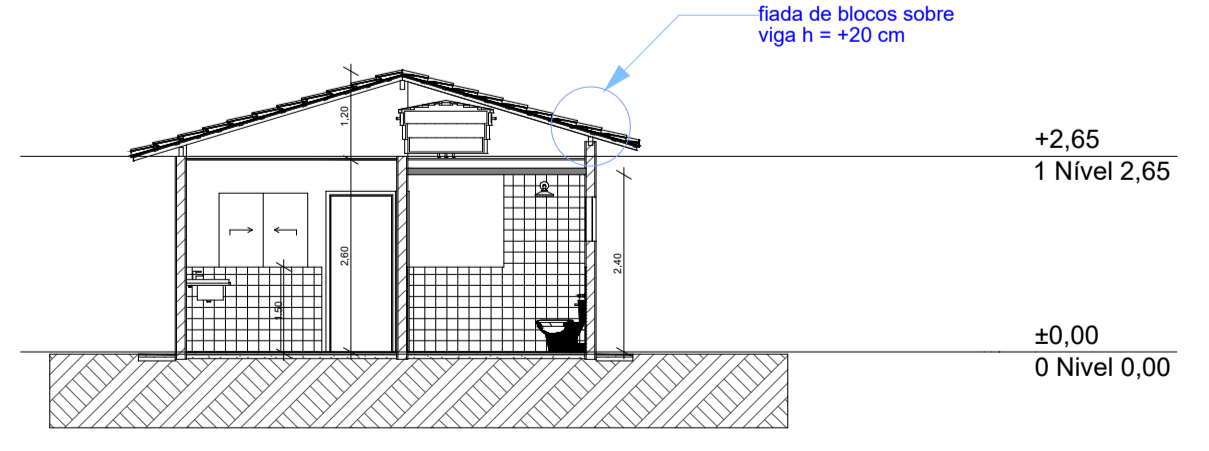 fiada de blocos sobre
viga h = +20 cm
1,20
+2,65
1 Nível 2,65
2,60
2,40
1,50
±0,00
0 Nivel 0,00